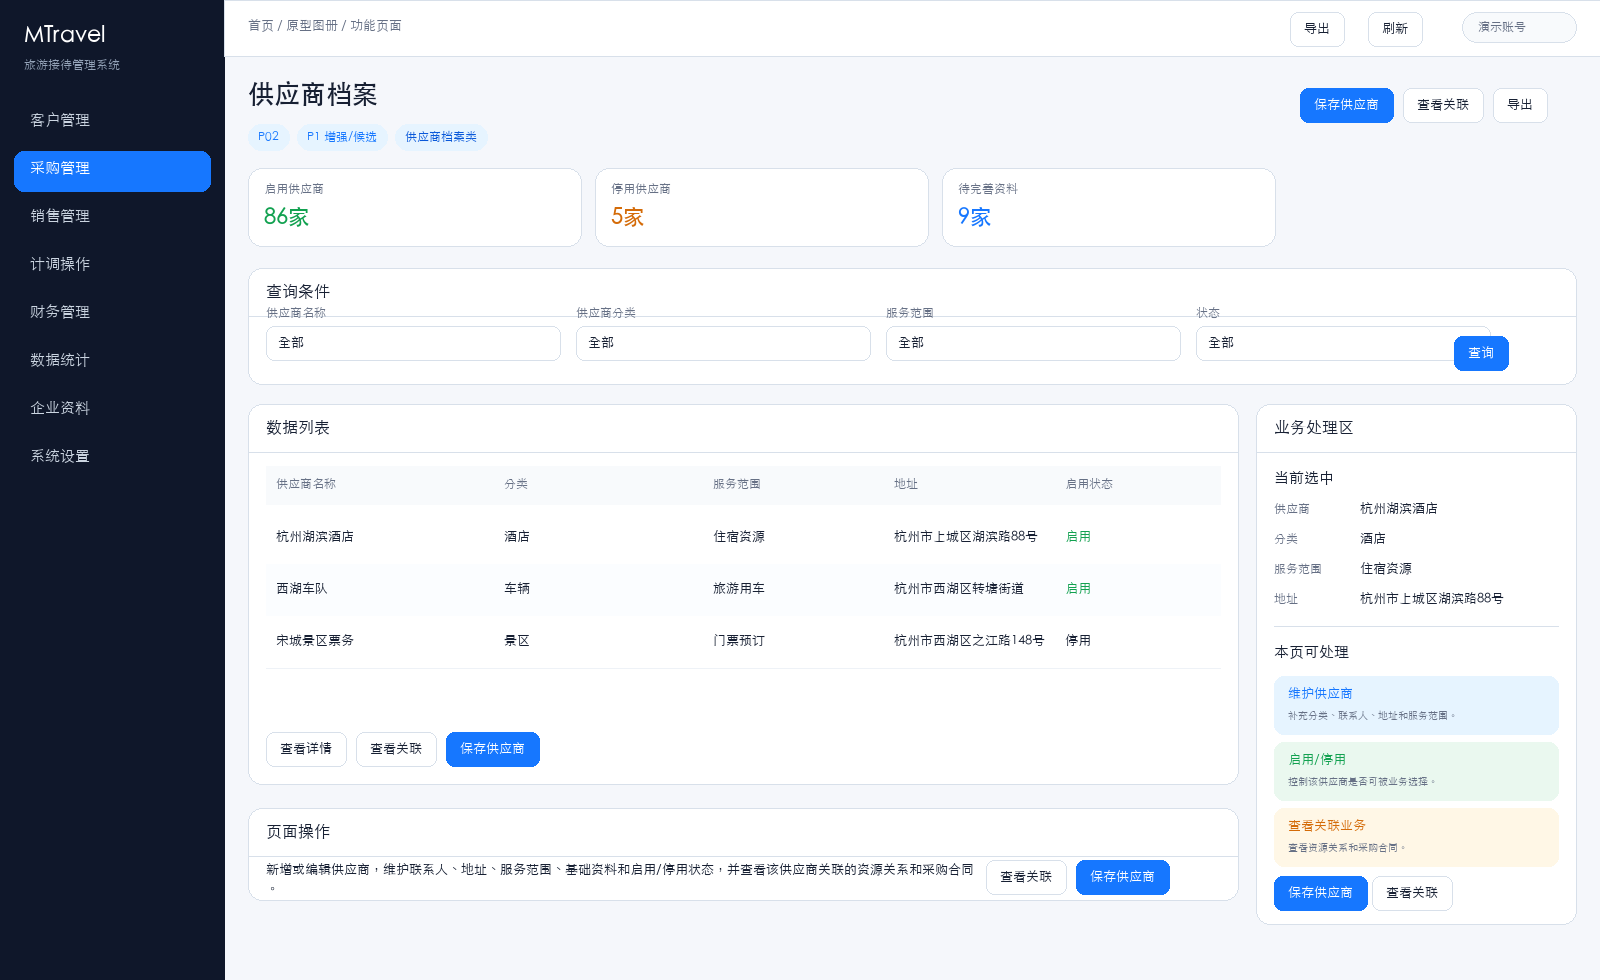 MTravel
旅游接待管理系统
客户管理
采购管理
销售管理
计调操作
财务管理
数据统计
企业资料
系统设置
首页 / 原型图册 / 功能页面
导出
刷新
演示账号
供应商档案
保存供应商
查看关联
导出
P02
P1 增强/候选
供应商档案类
启用供应商
86家
停用供应商
5家
待完善资料
9家
查询条件
供应商名称
供应商分类
服务范围
状态
全部
全部
全部
全部
查询
数据列表
供应商名称 分类 服务范围 地址 启用状态
杭州湖滨酒店 酒店 住宿资源 杭州市上城区湖滨路88号 启用
西湖车队 车辆 旅游用车 杭州市西湖区转塘街道 启用
宋城景区票务 景区 门票预订 杭州市西湖区之江路148号 停用
查看详情
查看关联
保存供应商
页面操作
新增或编辑供应商，维护联系人、地址、服务范围、基础资料和启用/停用状态，并查看该供应商关联的资源关系和采购合同
。
查看关联
保存供应商
业务处理区
当前选中
供应商 杭州湖滨酒店
分类 酒店
服务范围 住宿资源
地址 杭州市上城区湖滨路88号
本页可处理
维护供应商
补充分类、联系人、地址和服务范围。
启用/停用
控制该供应商是否可被业务选择。
查看关联业务
查看资源关系和采购合同。
保存供应商
查看关联